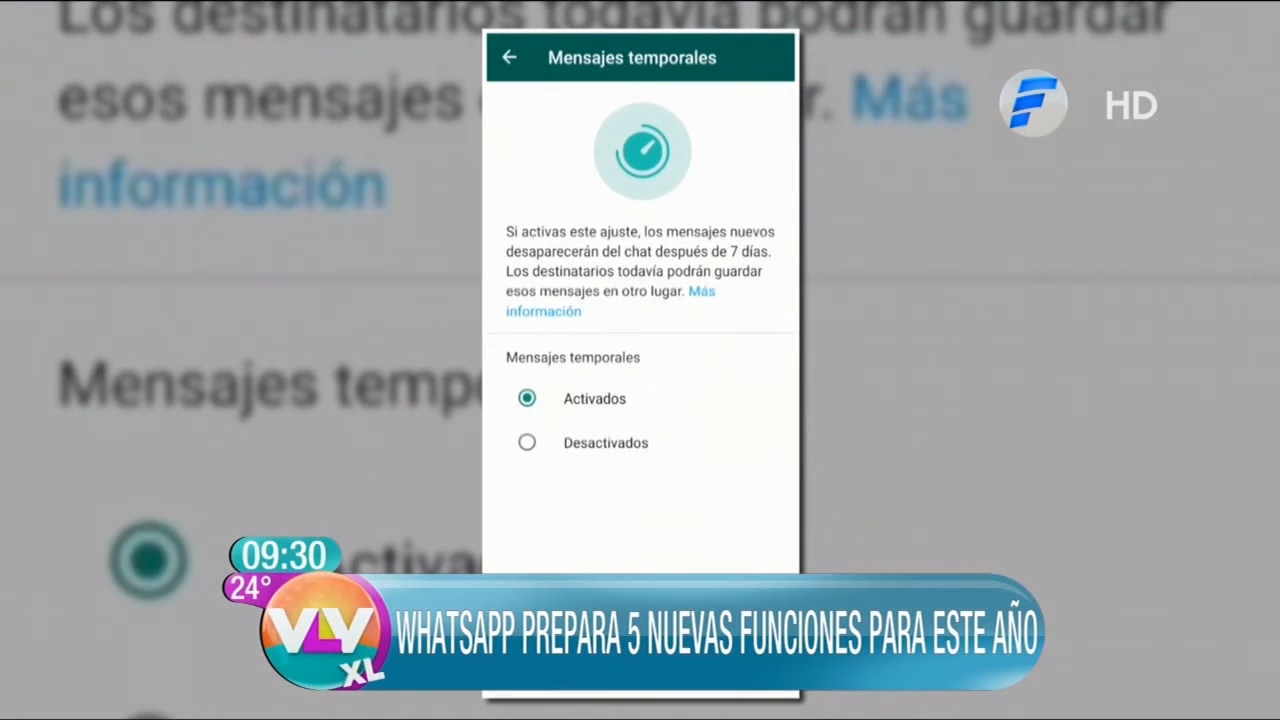 Los destinatarios todavía podrán guardar
esos mensajes
r. Más
información
Mensajes temp
Mensajes temporales
HD
Si activas este ajuste, los mensajes nuevos
desaparecerán del chat después de 7 días.
Los destinatarios todavía podrán guardar
esos mensajes en otro lugar. Más
información
Mensajes temporales
Activados
Desactivados
09:30
ctiva
24°
VLV
XL
WHATSAPP PREPARA 5 NUEVAS FUNCIONES PARA ESTE AÑO